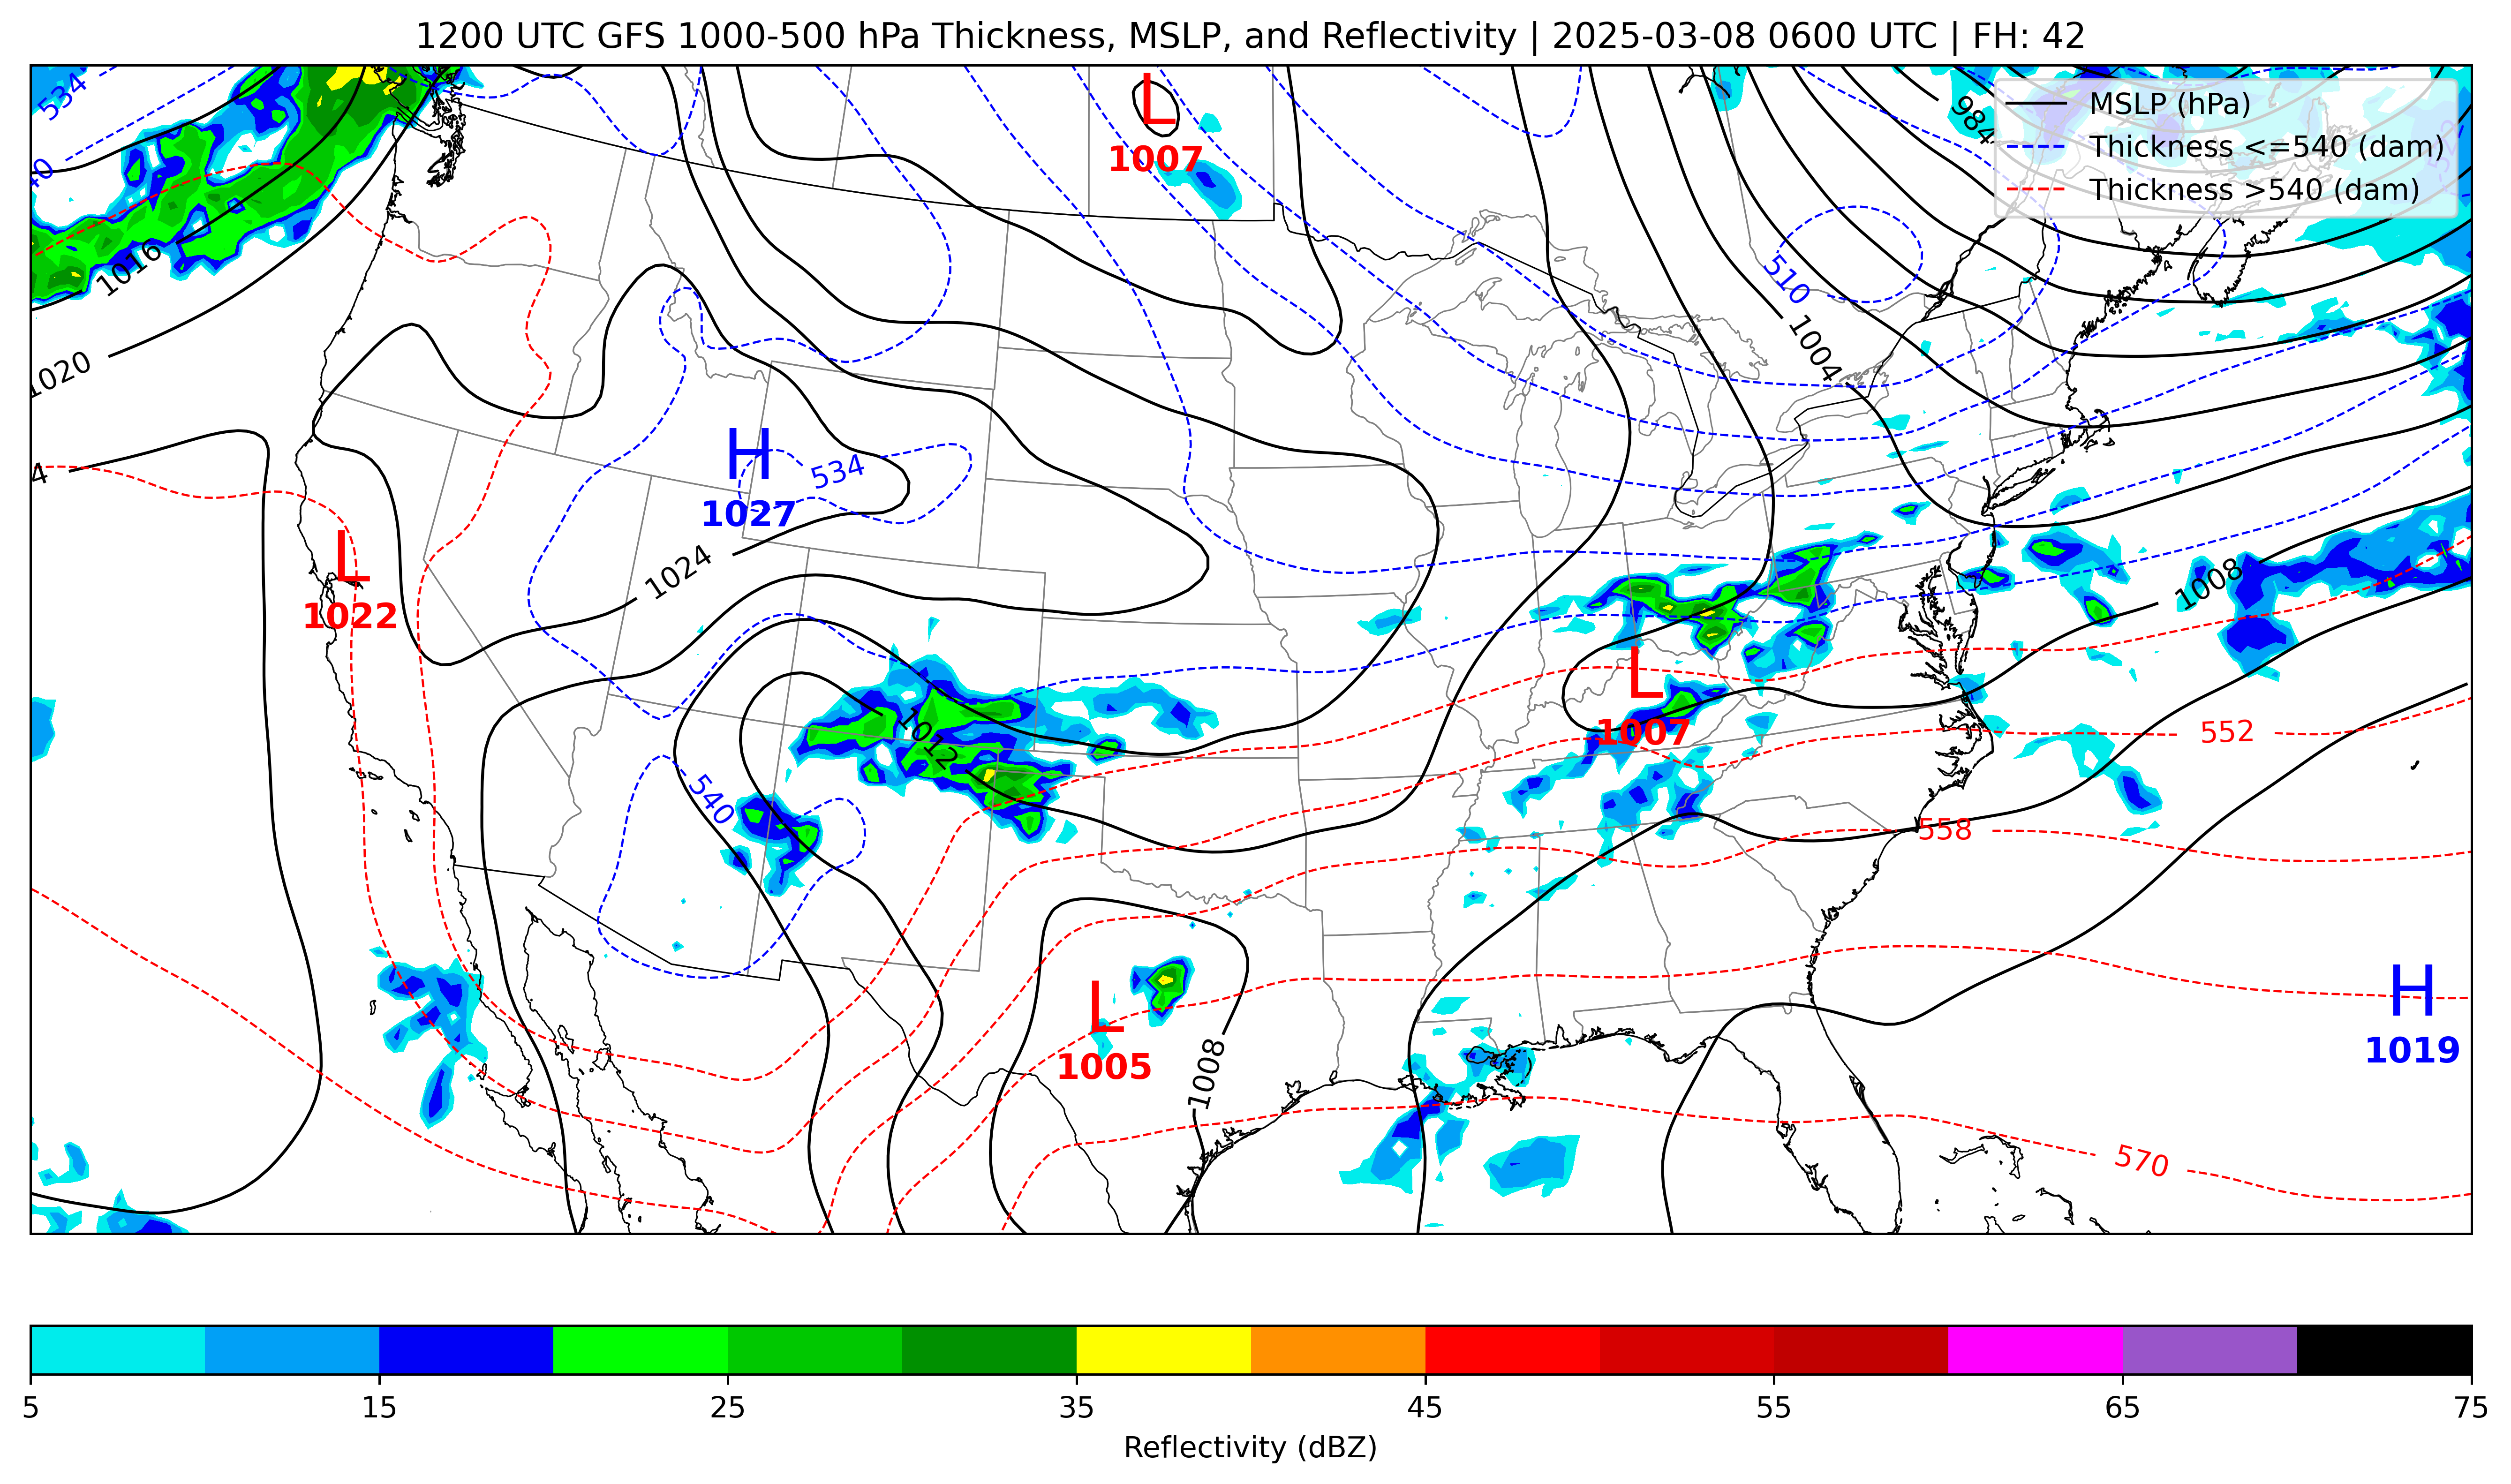 1200 UTC GFS 1000-500 hPa Thickness, MSLP, and Reflectivity | 2025-03-08 0600 UTC | FH: 42
MSLP (hPa)
Thickness <=540 (dam)
Thickness >540 (dam)
534
984
L
1007
40
1016
510
1020
1004
4
H
1027
534
L
1022
1024
1008
L
1007
1012
552
540
558
L
1005
1008
H
1019
570
5 15 25 35 45 55 65 75
Reflectivity (dBZ)